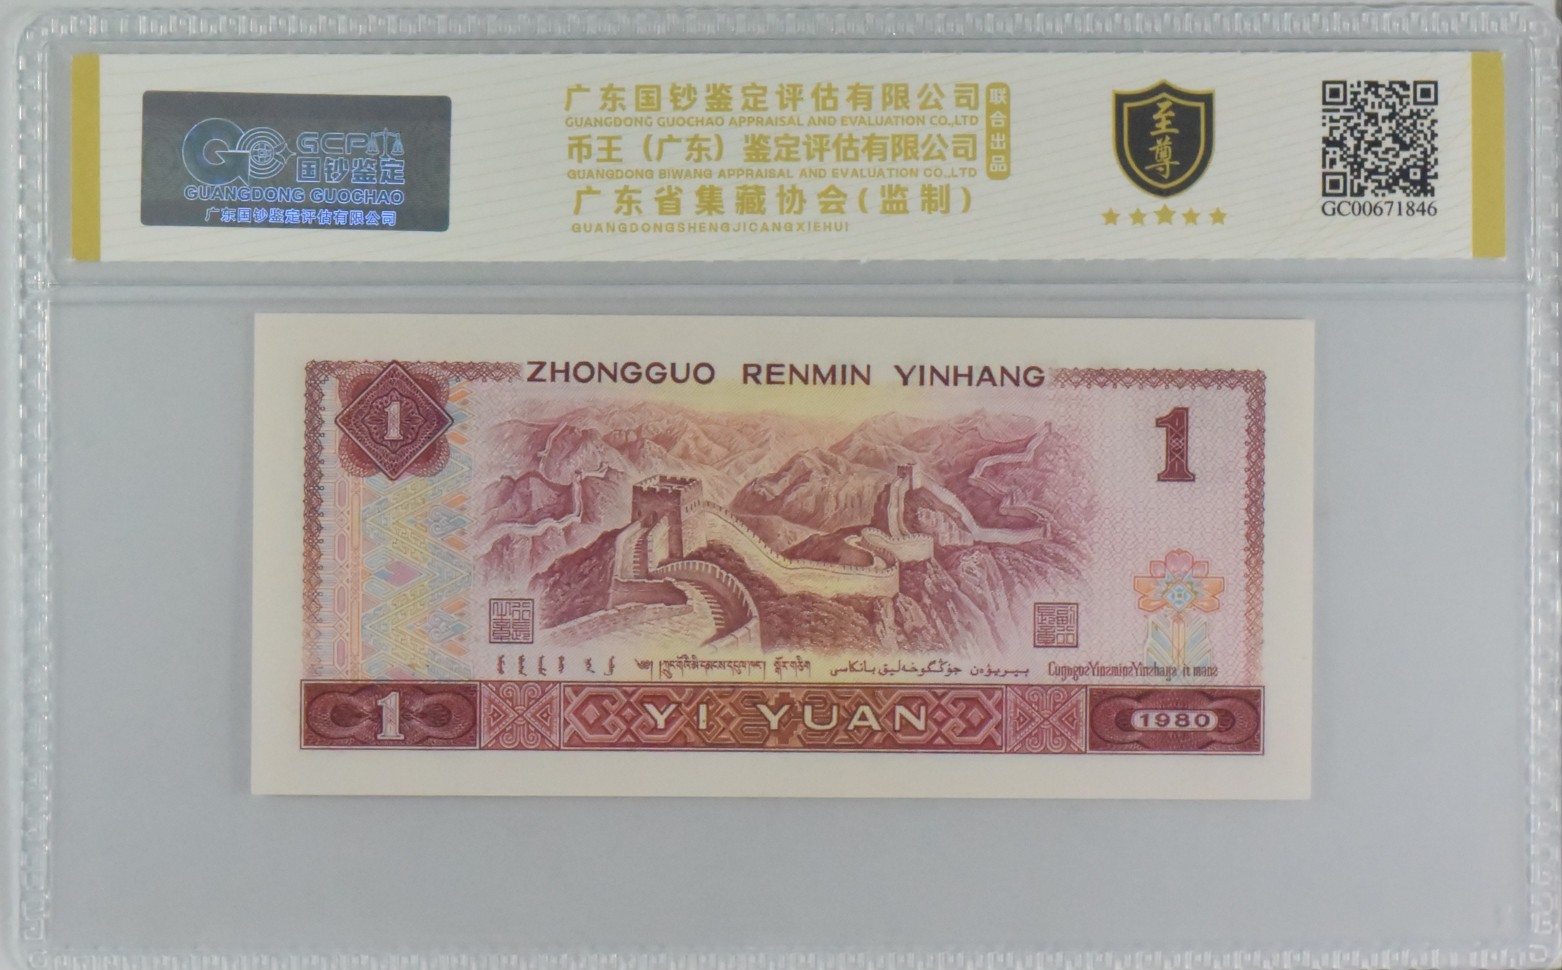 GCP
国钞鉴定
GUANGDONG GUOCHAO
广东国钞鉴定评估有限公司
广东国钞鉴定评估有限公司
GUANGDONG GUOCHAO APPRAISAL AND EVALUATION CO.,LTD
币王（广东）鉴定评估有限公司
GUANGDONG BIWANG APPRAISAL AND EVALUATION CO.,LTD
广东省集藏协会(监制)
GUANGDONGSHENGJICANGXIEHUI
联合出品
至尊
GC00671846
ZHONGGUO RENMIN YINHANG
1
1
1
YI YUAN
1980